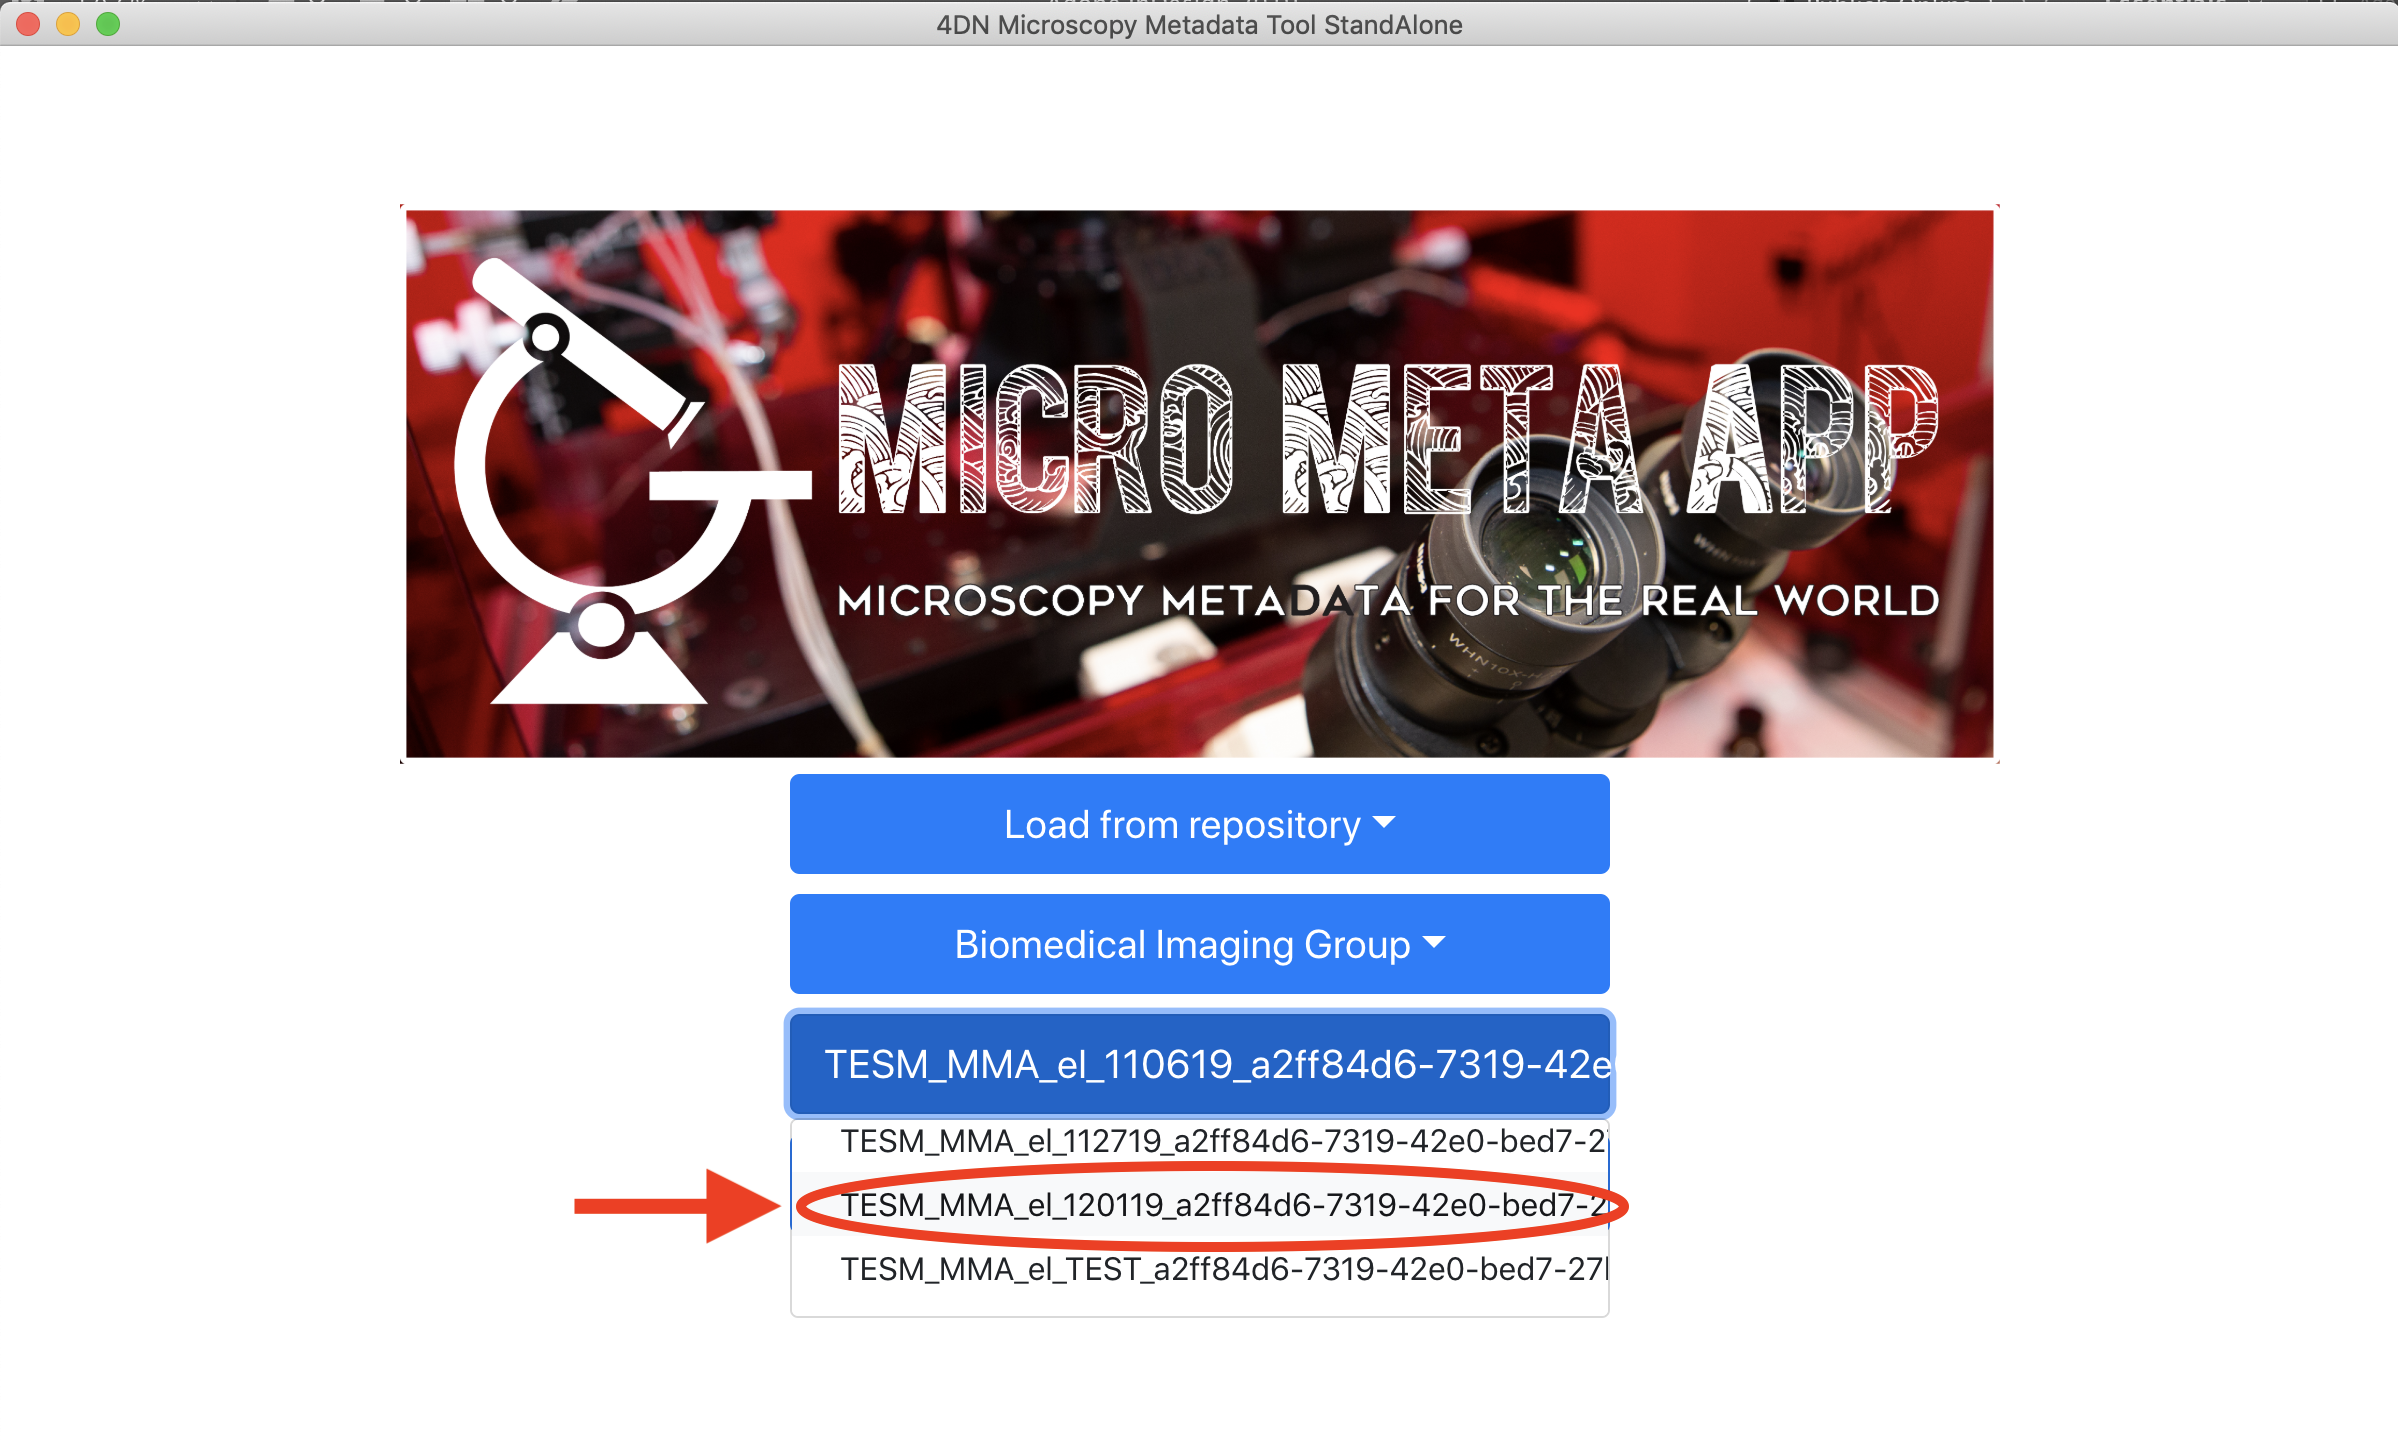 4DN Microscopy Metadata Tool StandAlone
MICRO META APP
MICROSCOPY METADATA FOR THE REAL WORLD
WHN10X-H
Load from repository
Biomedical Imaging Group
TESM_MMA_el_110619_a2ff84d6-7319-42e
TESM_MMA_el_112719_a2ff84d6-7319-42e0-bed7-2
TESM_MMA_el_120119_a2ff84d6-7319-42e0-bed7-2
TESM_MMA_el_TEST_a2ff84d6-7319-42e0-bed7-27